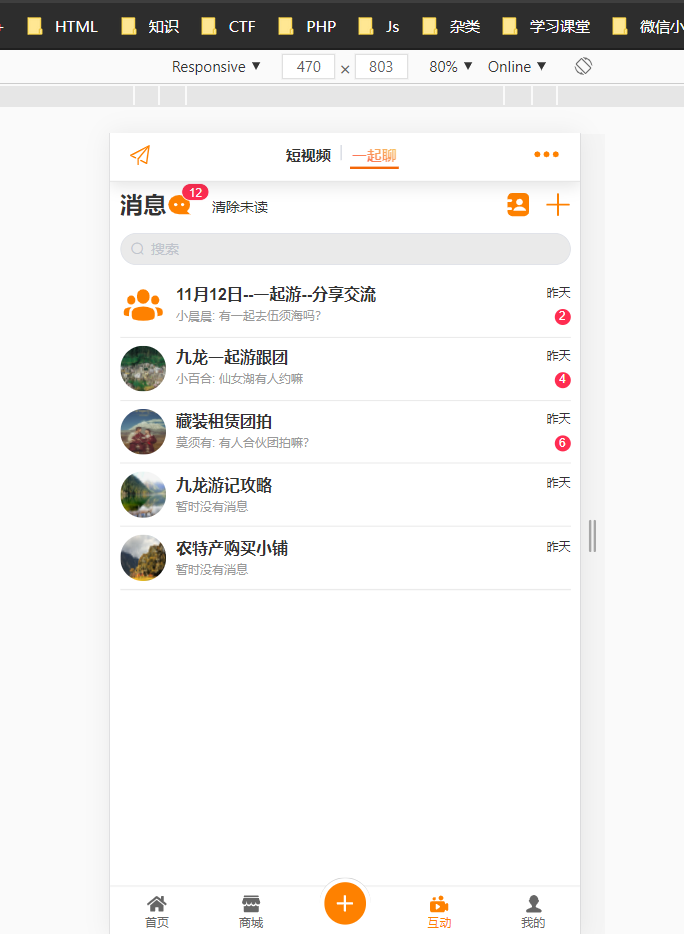 HTML 知识 CTF PHP Js 杂类 学习课堂 微信小
Responsive ▼ 470 × 803 80% ▼ Online ▼
短视频 一起聊
消息 12 清除未读
搜索
11月12日--一起游--分享交流 昨天
小晨晨: 有一起去伍须海吗? 2
九龙一起游跟团 昨天
小百合: 仙女湖有人约嘛 4
藏装租赁团拍 昨天
莫须有: 有人合伙团拍嘛? 6
九龙游记攻略 昨天
暂时没有消息
农特产购买小铺 昨天
暂时没有消息
首页 商城 互动 我的